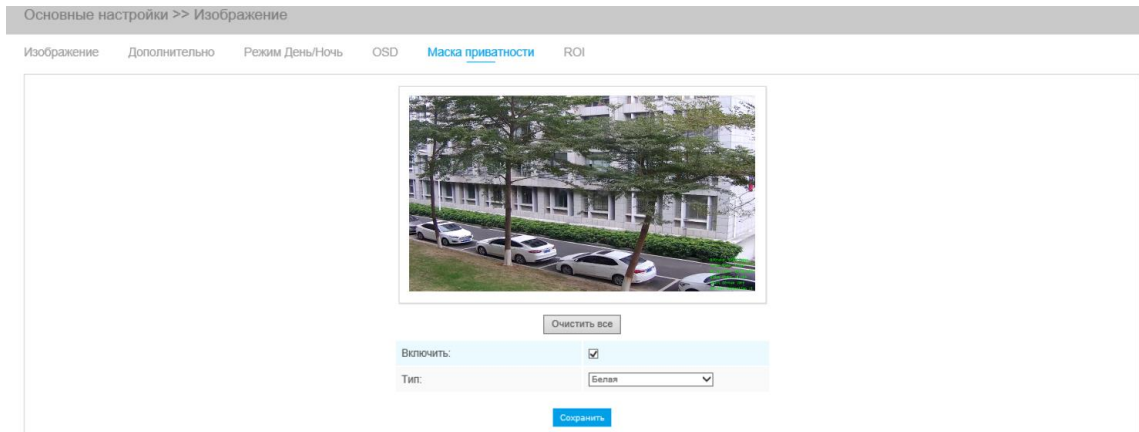 Основные настройки >> Изображение
Изображение Дополнительно Режим День/Ночь OSD Маска приватности ROI
Очистить все
Включить:
Тип: Белая
Сохранить